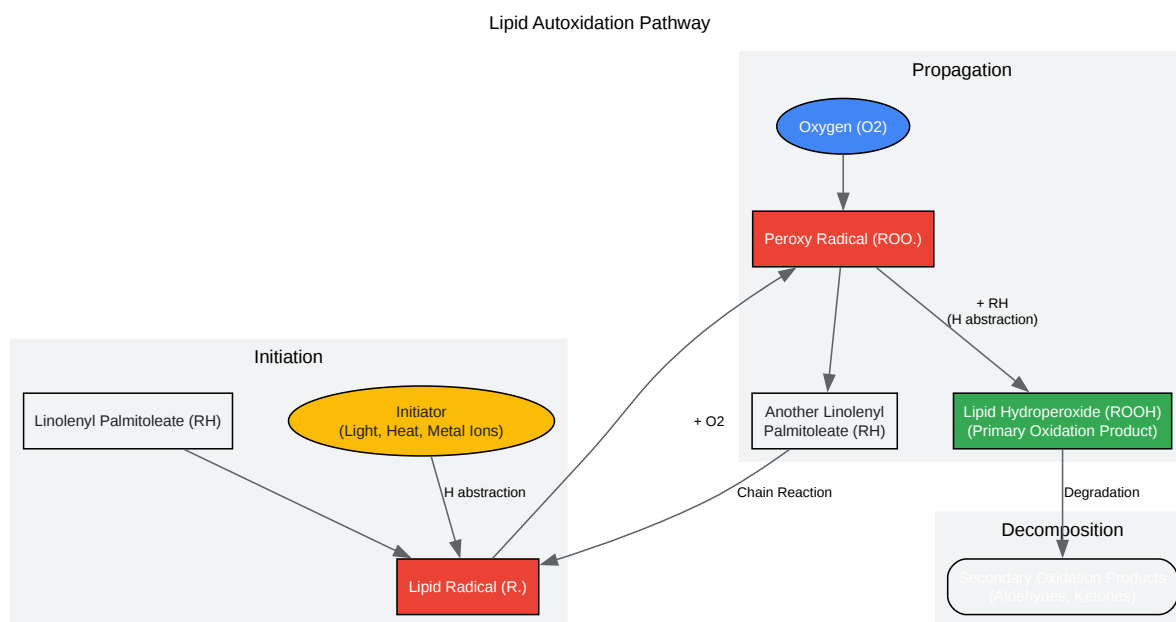 Lipid Autoxidation Pathway
Propagation
Oxygen (O2)
Peroxy Radical (ROO.)
+ RH
(H abstraction)
Initiation
Linolenyl Palmitoleate (RH)
Initiator
(Light, Heat, Metal Ions)
+ O2
Another Linolenyl
Palmitoleate (RH)
Lipid Hydroperoxide (ROOH)
(Primary Oxidation Product)
H abstraction
Chain Reaction
Degradation
Decomposition
Lipid Radical (R.)
Secondary Oxidation Products
(Aldehydes, Ketones)